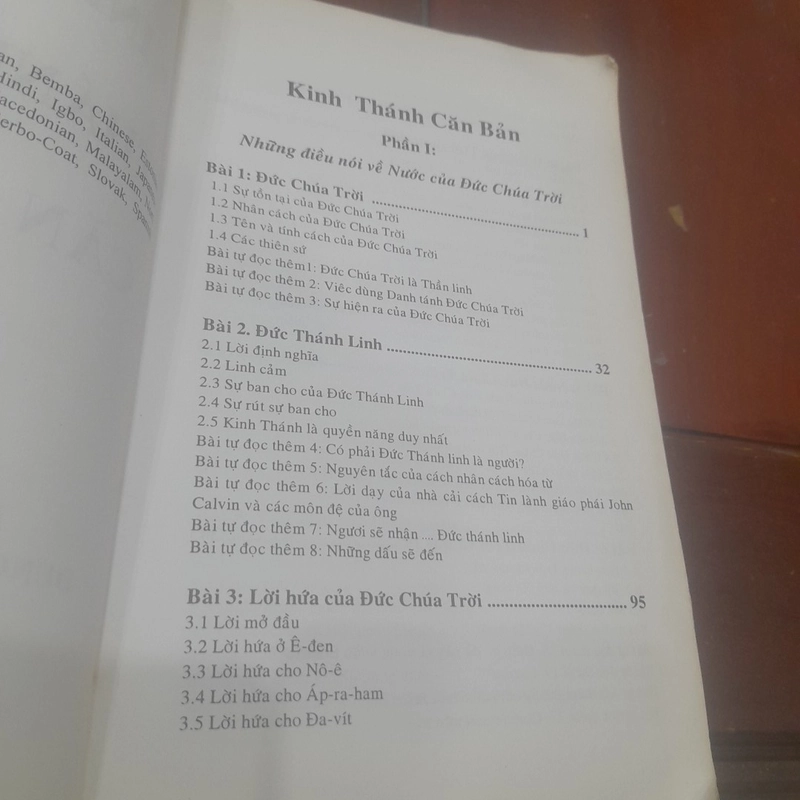 an, Bemba, Chinese,
Hindi, Igbo, Italian,
acedonian, Malayalam,
erbo-Coat, Slovak,
Kinh Thánh Căn Bản
Phần I:
Những điều nói về Nước của Đức Chúa Trời
Bài 1: Đức Chúa Trời ........................................ 1
1.1 Sự tồn tại của Đức Chúa Trời
1.2 Nhân cách của Đức Chúa Trời
1.3 Tên và tính cách của Đức Chúa Trời
1.4 Các thiên sứ
Bài tự đọc thêm1: Đức Chúa Trời là Thần linh
Bài tự đọc thêm 2: Viêc dùng Danh tánh Đức Chúa Trời
Bài tự đọc thêm 3: Sự hiện ra của Đức Chúa Trời
Bài 2. Đức Thánh Linh ........................................ 32
2.1 Lời định nghĩa
2.2 Linh cảm
2.3 Sự ban cho của Đức Thánh Linh
2.4 Sư rút sự ban cho
2.5 Kinh Thánh là quyền năng duy nhất
Bài tự đọc thêm 4: Có phải Đức Thánh linh là người?
Bài tự đọc thêm 5: Nguyên tắc của cách nhân cách hóa từ
Bài tự đọc thêm 6: Lời dạy của nhà cải cách Tin lành giáo phái John
Calvin và các môn đệ của ông
Bài tự đọc thêm 7: Ngươi sẽ nhận .... Đức thánh linh
Bài tự đọc thêm 8: Những dấu sẽ đến
Bài 3: Lời hứa của Đức Chúa Trời ................................ 95
3.1 Lời mở đầu
3.2 Lời hứa ở Ê-đen
3.3 Lời hứa cho Nô-ê
3.4 Lời hứa cho Áp-ra-ham
3.5 Lời hứa cho Đa-vít